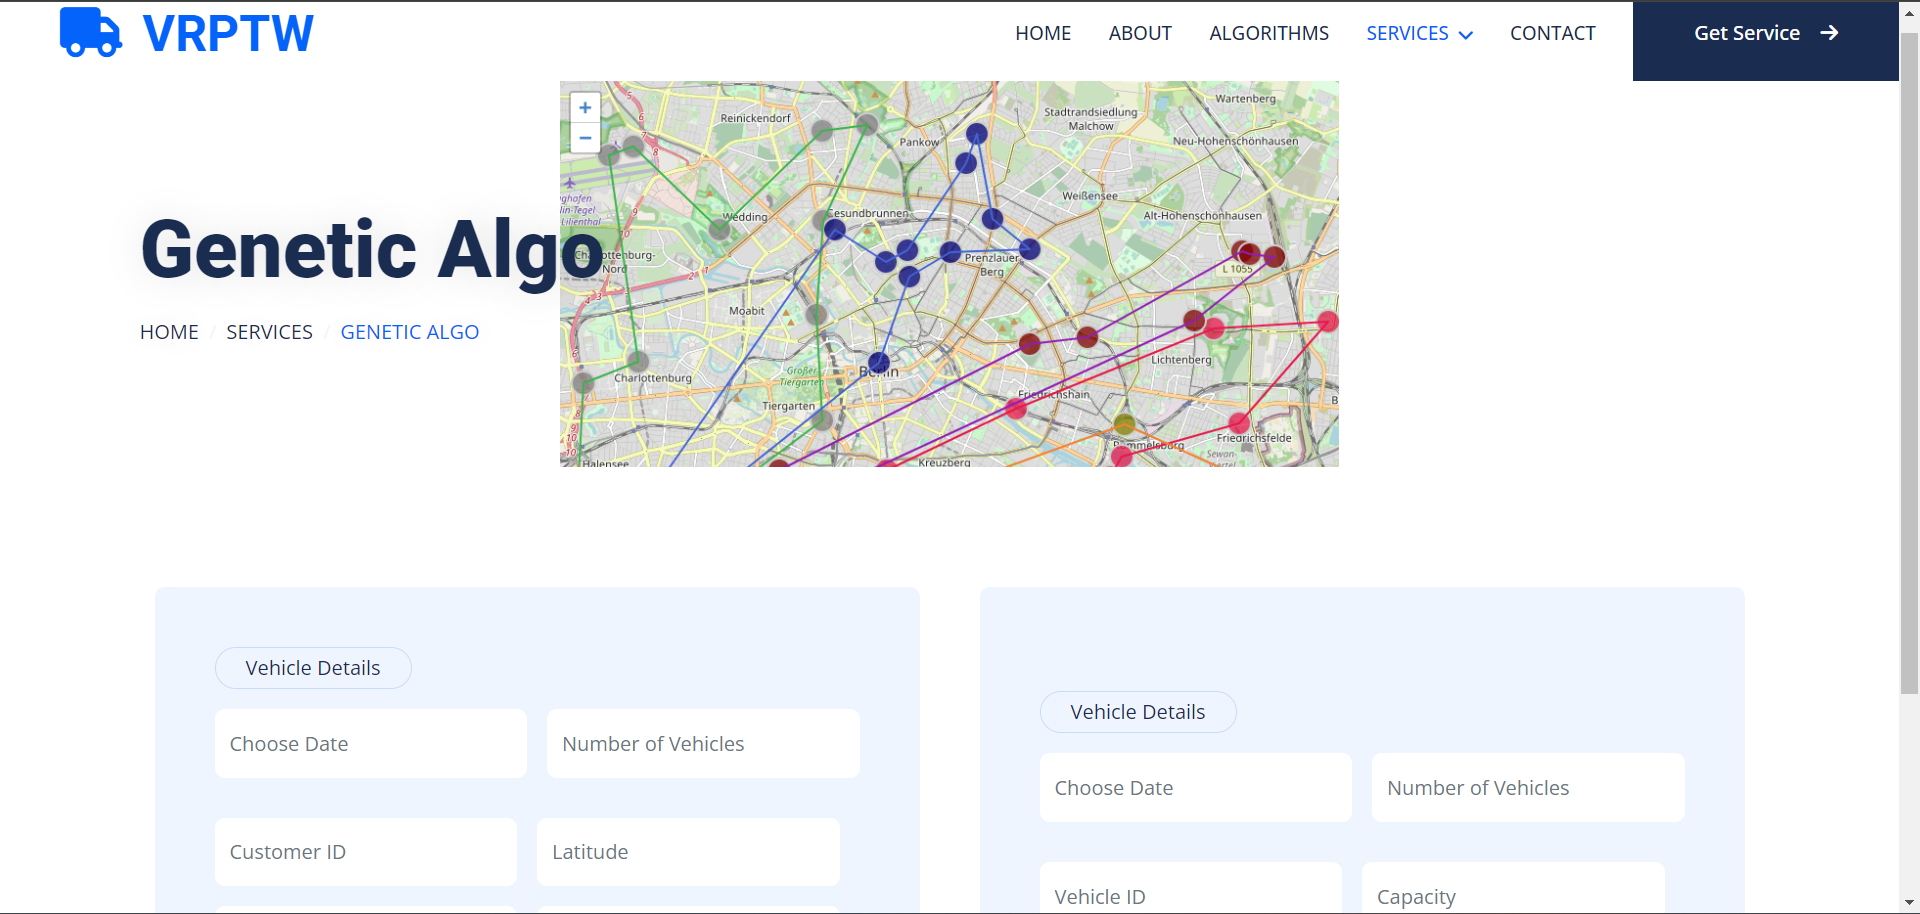 VRPTW
HOME
ABOUT
ALGORITHMS
SERVICES
CONTACT
Get Service
Genetic Algo
HOME / SERVICES / GENETIC ALGO
+
−
Reinickendorf
Pankow
Stadtrandsiedlung
Malchow
Wartenberg
Neu-Hohenschönhausen
Weißensee
Alt-Hohenschönhausen
Wedding
Gesundbrunnen
Prenzlauer
Berg
L 1055
Moabit
Nord
Charlottenburg
Großer
Tiergarten
Tiergarten
Berlin
Lichtenberg
Friedrichshain
Rummelsburg
Friedrichsfelde
Kreuzberg
Halensee
Vehicle Details
Choose Date
Number of Vehicles
Customer ID
Latitude
Vehicle Details
Choose Date
Number of Vehicles
Vehicle ID
Capacity